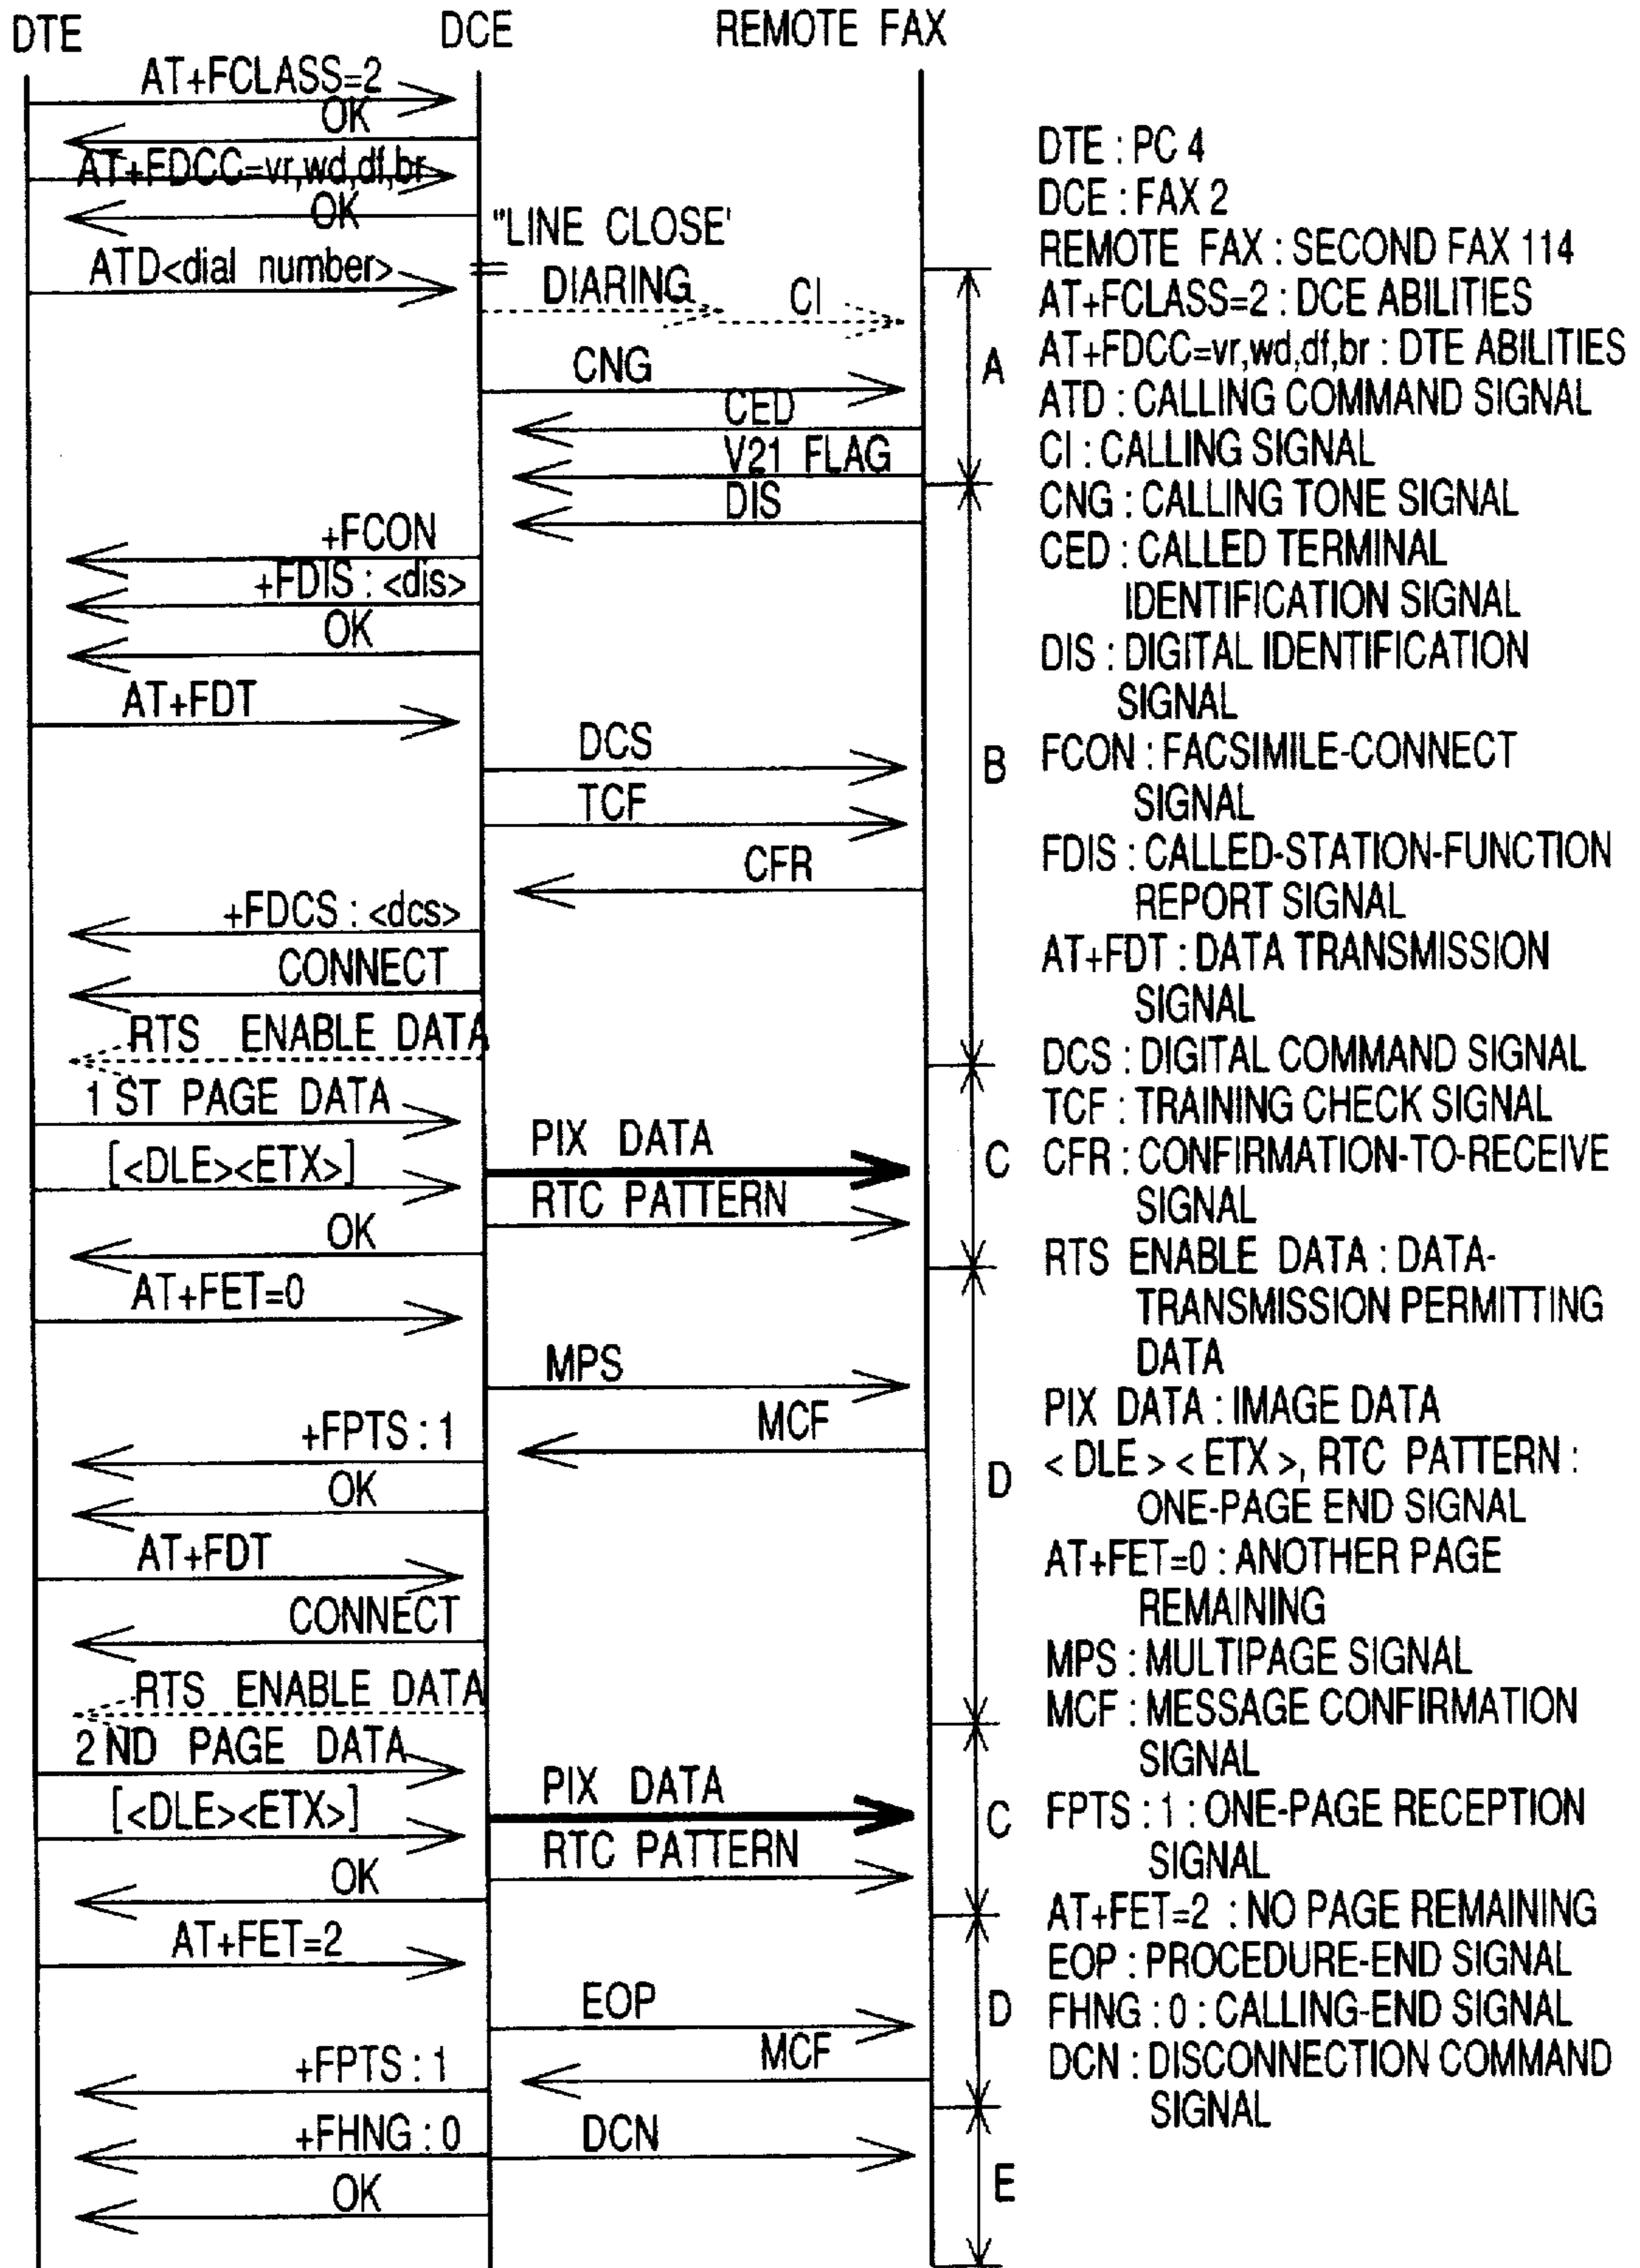 DTE DCE REMOTE FAX
AT+FCLASS=2
OK
AT+FDCC=vr,wd,df,br
OK
"LINE CLOSE'
ATD<dial number>
DIARING
CI
CNG
CED
V21 FLAG
DIS
+FCON
+FDIS : <dis>
OK
AT+FDT
DCS
TCF
CFR
+FDCS : <dcs>
CONNECT
RTS ENABLE DATA
1 ST PAGE DATA
PIX DATA
[<DLE><ETX>]
RTC PATTERN
OK
AT+FET=0
MPS
MCF
+FPTS : 1
OK
AT+FDT
CONNECT
RTS ENABLE DATA
2 ND PAGE DATA
PIX DATA
[<DLE><ETX>]
RTC PATTERN
OK
AT+FET=2
EOP
MCF
+FPTS : 1
+FHNG : 0
DCN
OK
A
B
C
D
C
D
E
DTE : PC 4
DCE : FAX 2
REMOTE FAX : SECOND FAX 114
AT+FCLASS=2 : DCE ABILITIES
AT+FDCC=vr,wd,df,br : DTE ABILITIES
ATD : CALLING COMMAND SIGNAL
CI : CALLING SIGNAL
CNG : CALLING TONE SIGNAL
CED : CALLED TERMINAL
IDENTIFICATION SIGNAL
DIS : DIGITAL IDENTIFICATION
SIGNAL
FCON : FACSIMILE-CONNECT
SIGNAL
FDIS : CALLED-STATION-FUNCTION
REPORT SIGNAL
AT+FDT : DATA TRANSMISSION
SIGNAL
DCS : DIGITAL COMMAND SIGNAL
TCF : TRAINING CHECK SIGNAL
CFR : CONFIRMATION-TO-RECEIVE
SIGNAL
RTS ENABLE DATA : DATA-
TRANSMISSION PERMITTING
DATA
PIX DATA : IMAGE DATA
< DLE > < ETX >, RTC PATTERN :
ONE-PAGE END SIGNAL
AT+FET=0 : ANOTHER PAGE
REMAINING
MPS : MULTIPAGE SIGNAL
MCF : MESSAGE CONFIRMATION
SIGNAL
FPTS : 1 : ONE-PAGE RECEPTION
SIGNAL
AT+FET=2 : NO PAGE REMAINING
EOP : PROCEDURE-END SIGNAL
FHNG : 0 : CALLING-END SIGNAL
DCN : DISCONNECTION COMMAND
SIGNAL